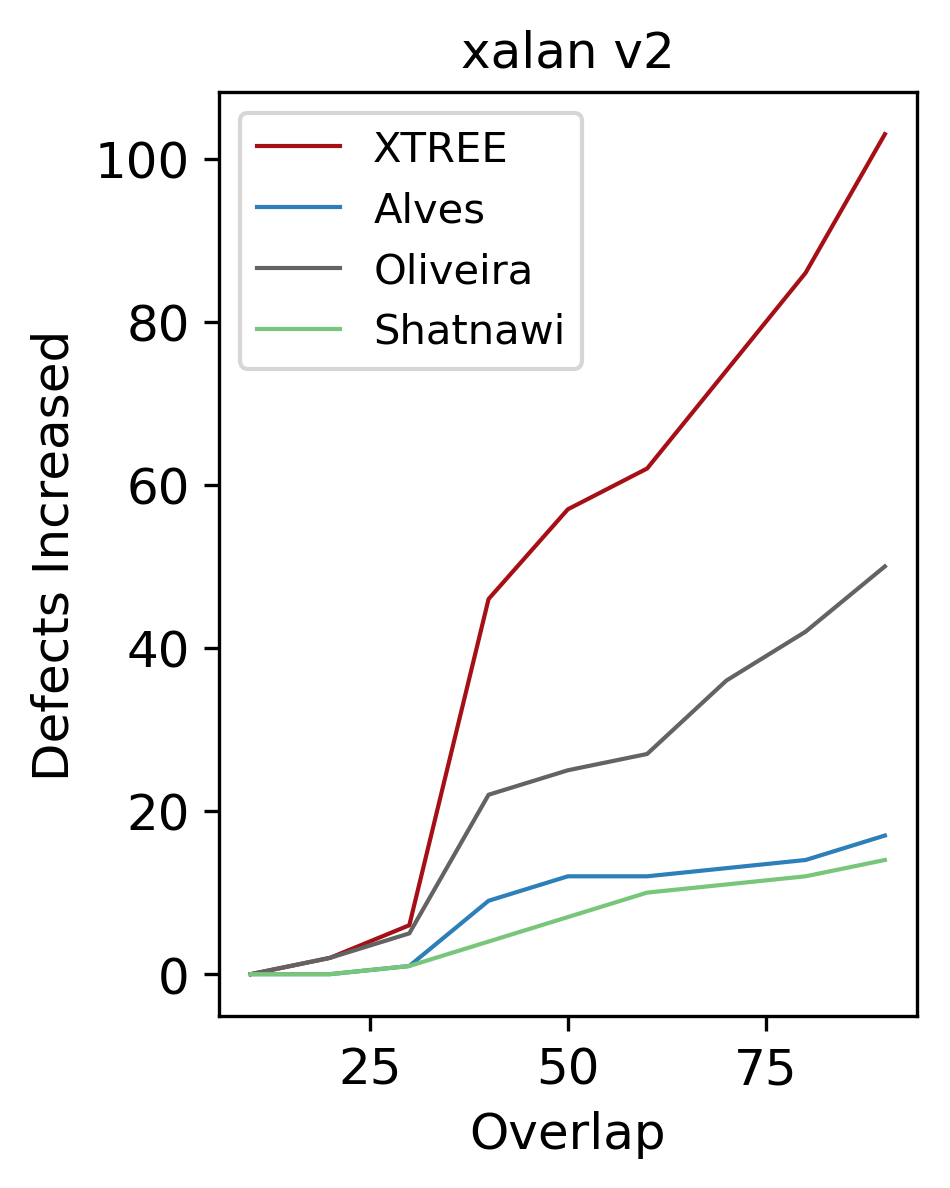 xalan v2
XTREE
Alves
Oliveira
Shatnawi
100
80
60
40
20
0
Defects Increased
25 50 75
Overlap